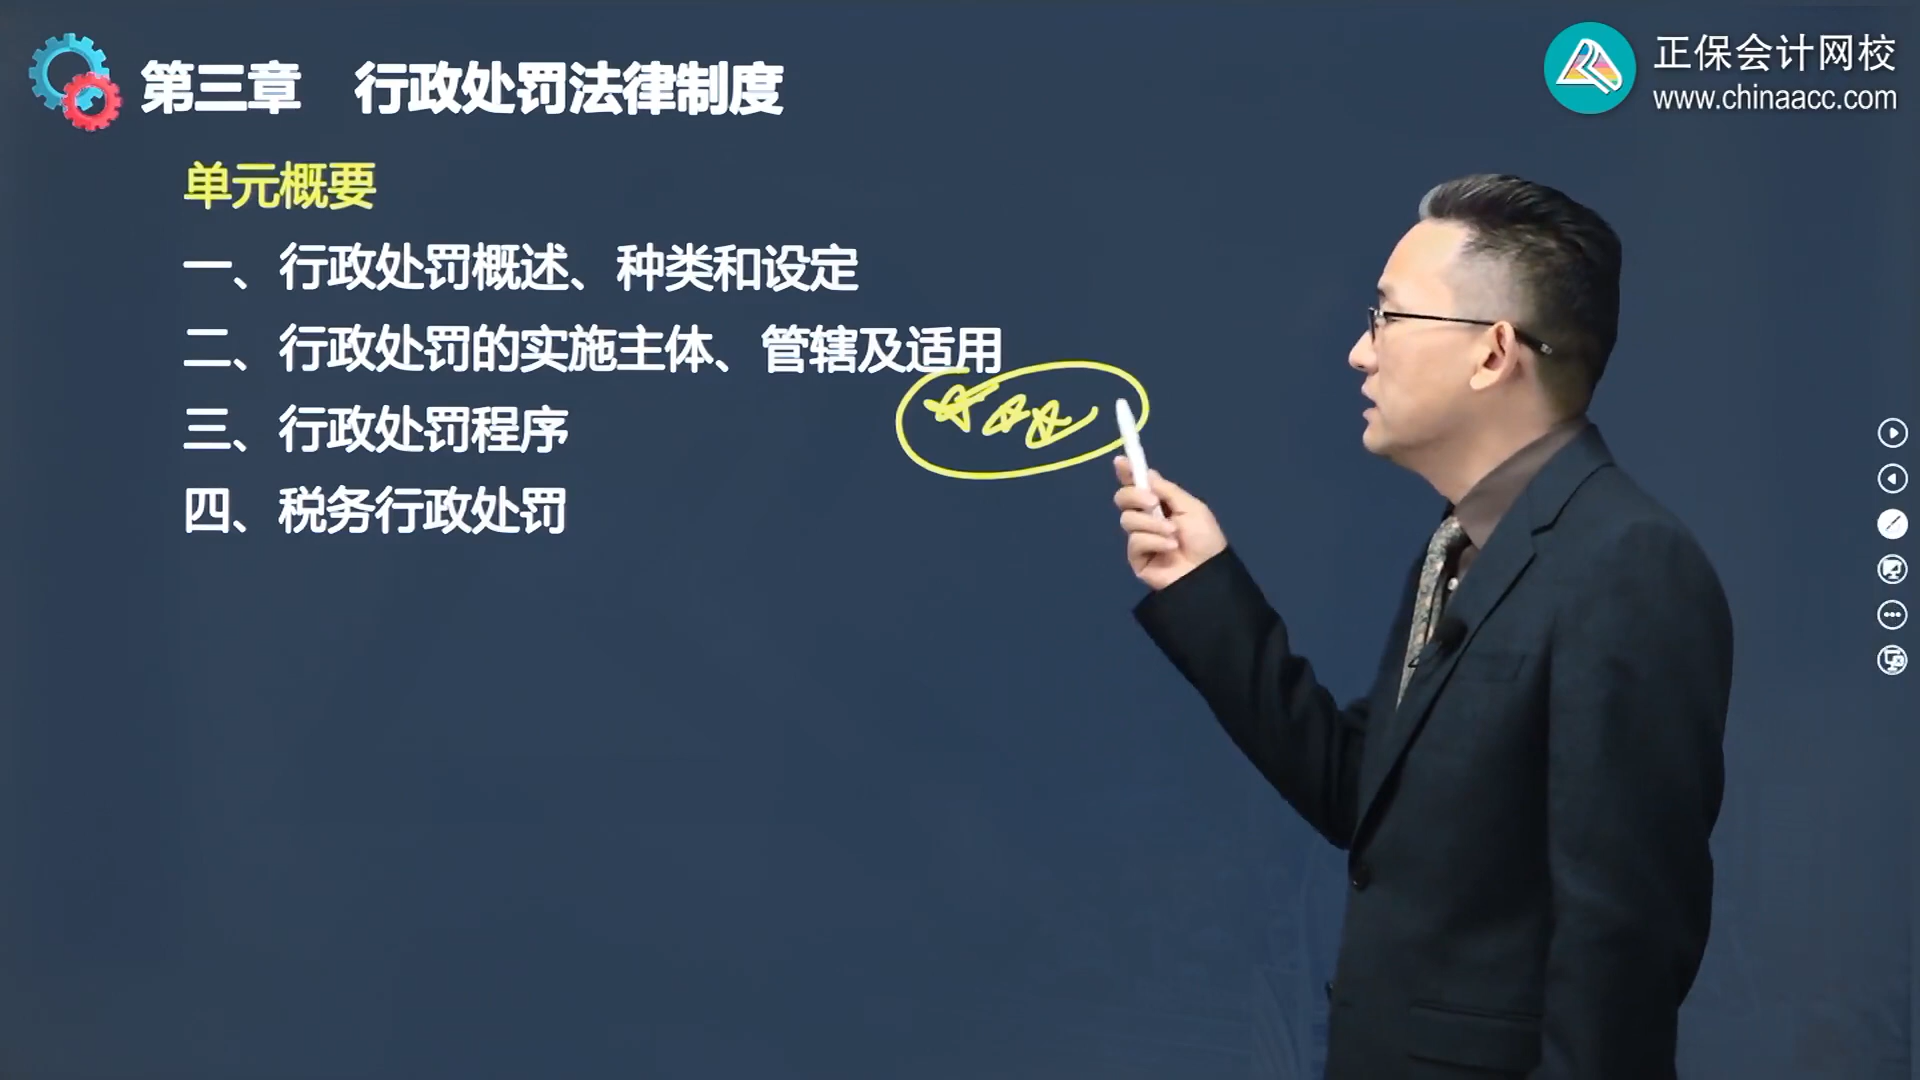 第三章 行政处罚法律制度
正保会计网校
www.chinaacc.com
单元概要
一、行政处罚概述、种类和设定
二、行政处罚的实施主体、管辖及适用
三、行政处罚程序
四、税务行政处罚